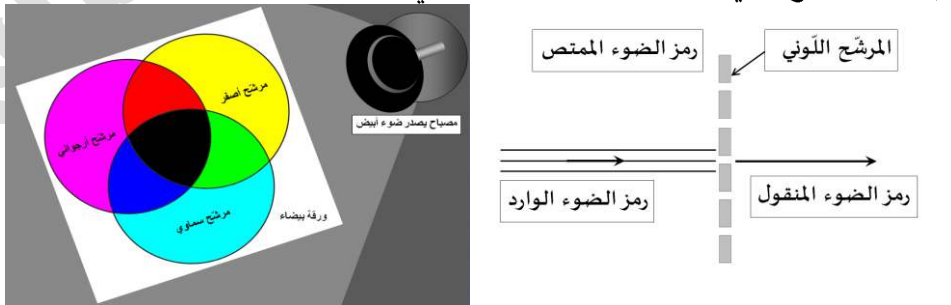 المرشّح اللّوني
رمز الضوء الممتص
رمز الضوء الوارد
رمز الضوء المنقول
مرشح أصفر
مرشح أرجواني
مرشح سماوي
مصباح يصدر ضوء أبيض
ورقة بيضاء